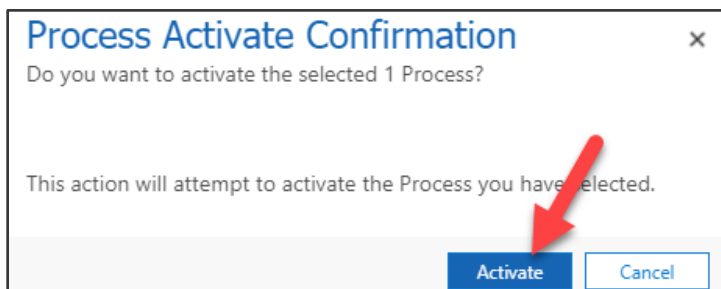 Process Activate Confirmation
Do you want to activate the selected 1 Process?
This action will attempt to activate the Process you have selected.
Activate
Cancel